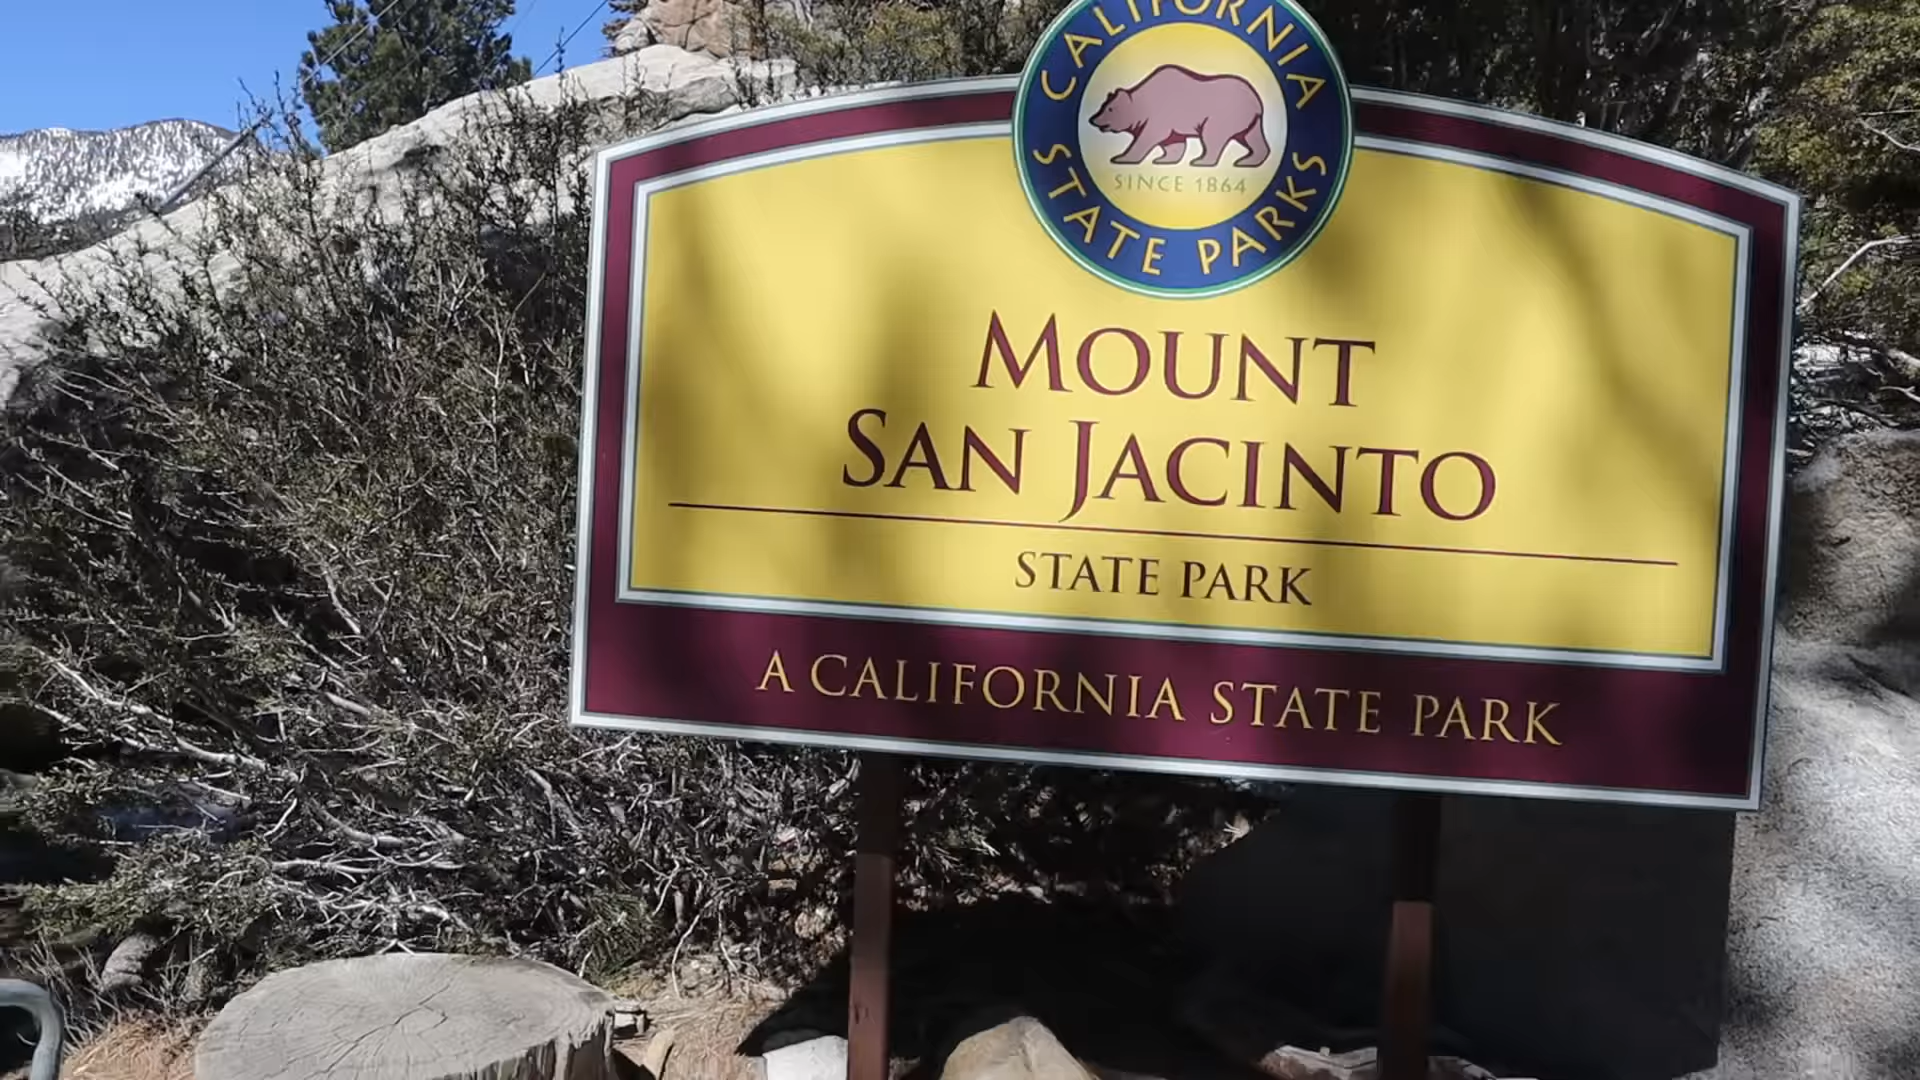 CALIFORNIA
SINCE 1864
STATE PARKS
MOUNT
SAN JACINTO
STATE PARK
A CALIFORNIA STATE PARK